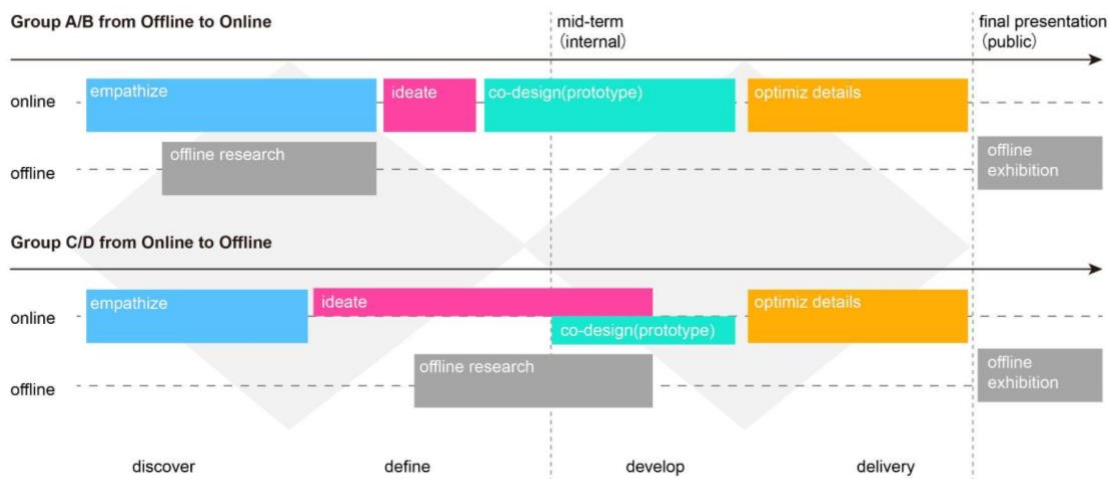 Group A/B from Offline to Online
mid-term
(internal)
final presentation
(public)
online
empathize
ideate
co-design(prototype)
optimiz details
offline
offline research
offline
exhibition
Group C/D from Online to Offline
online
empathize
ideate
co-design(prototype)
optimiz details
offline
offline research
offline
exhibition
discover
define
develop
delivery